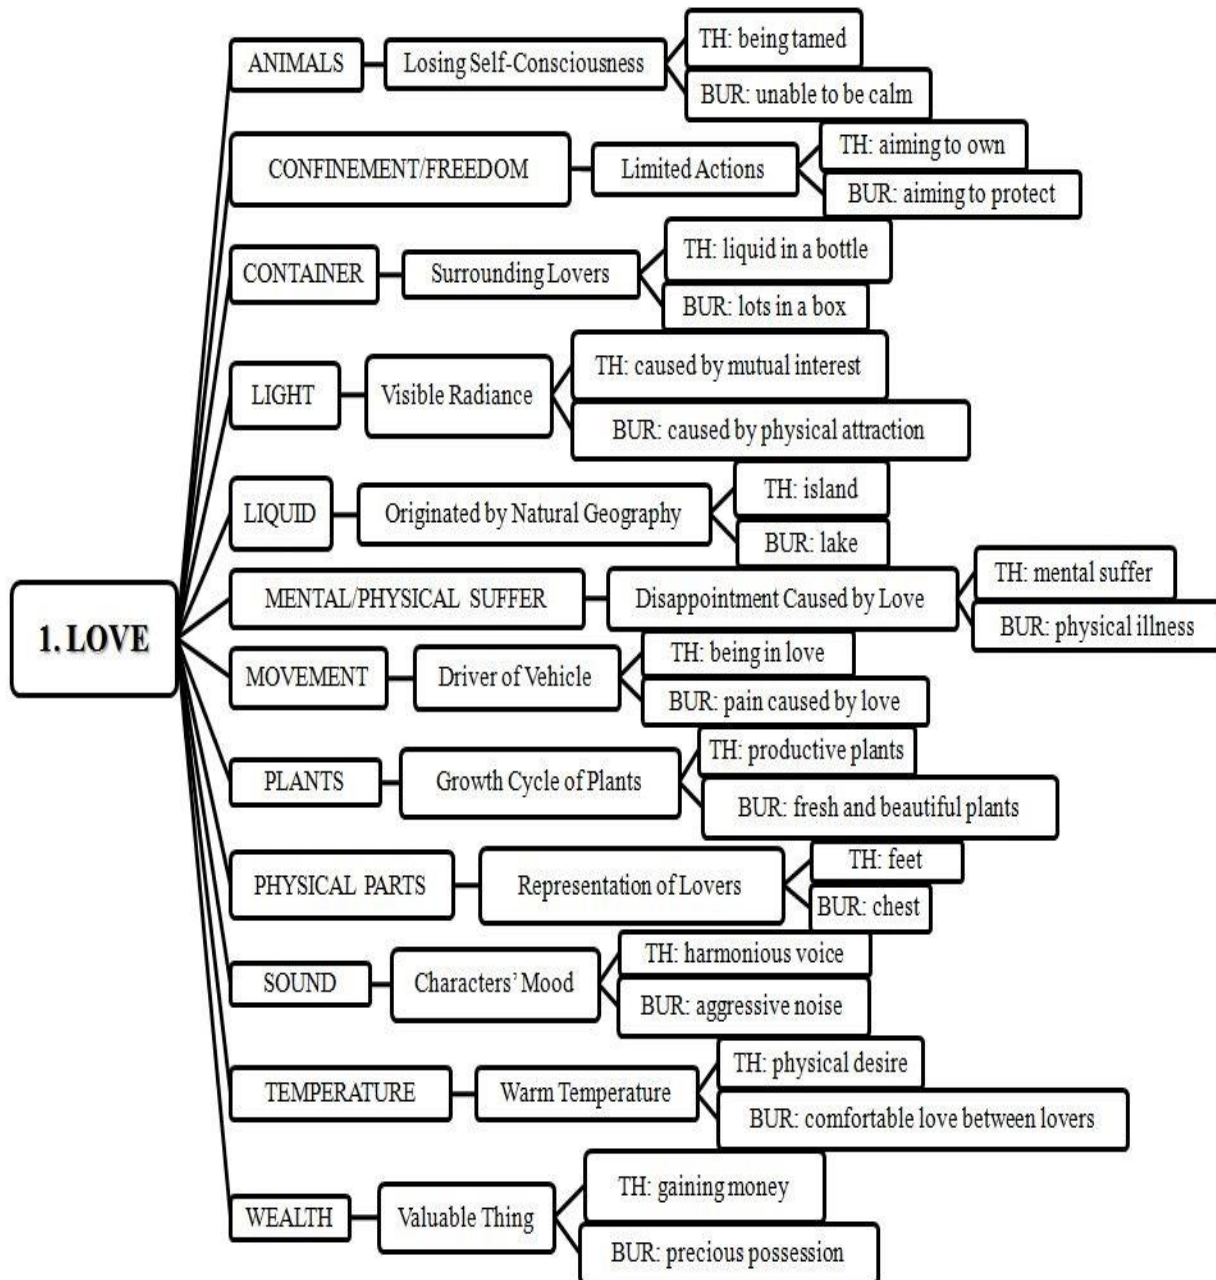 1. LOVE
ANIMALS
Losing Self-Consciousness
TH: being tamed
BUR: unable to be calm
CONFINEMENT/FREEDOM
Limited Actions
TH: aiming to own
BUR: aiming to protect
CONTAINER
Surrounding Lovers
TH: liquid in a bottle
BUR: lots in a box
LIGHT
Visible Radiance
TH: caused by mutual interest
BUR: caused by physical attraction
LIQUID
Originated by Natural Geography
TH: island
BUR: lake
MENTAL/PHYSICAL SUFFER
Disappointment Caused by Love
TH: mental suffer
BUR: physical illness
MOVEMENT
Driver of Vehicle
TH: being in love
BUR: pain caused by love
PLANTS
Growth Cycle of Plants
TH: productive plants
BUR: fresh and beautiful plants
PHYSICAL PARTS
Representation of Lovers
TH: feet
BUR: chest
SOUND
Characters' Mood
TH: harmonious voice
BUR: aggressive noise
TEMPERATURE
Warm Temperature
TH: physical desire
BUR: comfortable love between lovers
WEALTH
Valuable Thing
TH: gaining money
BUR: precious possession